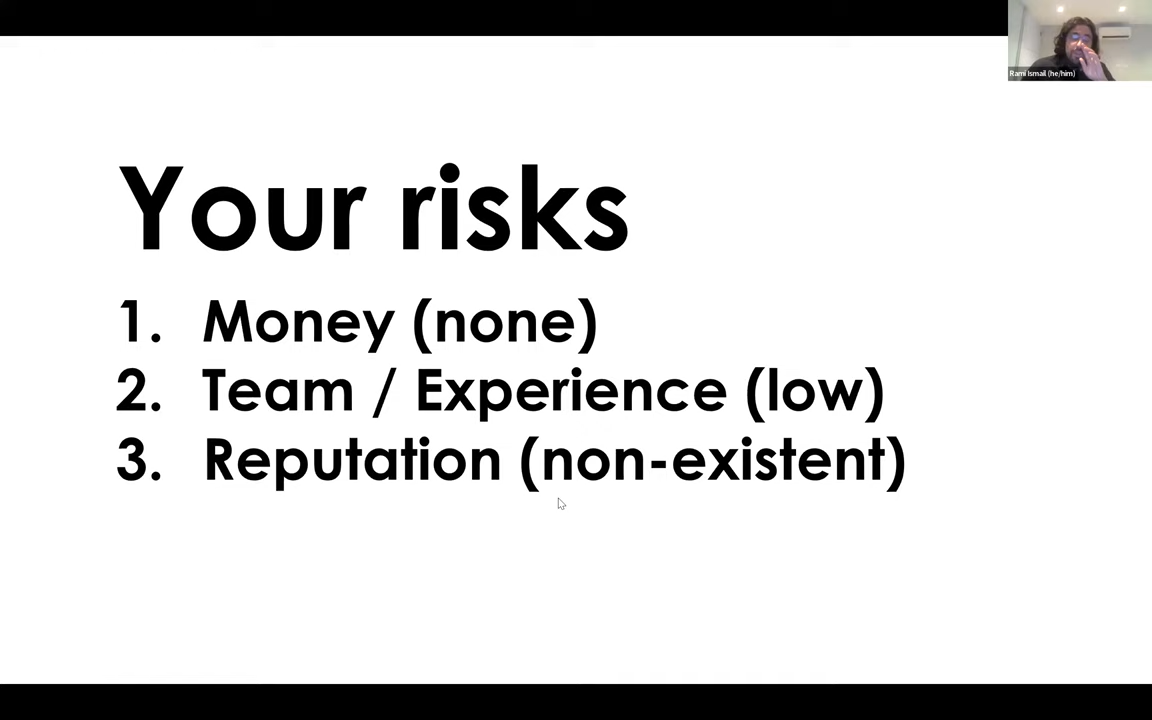 Your risks
1. Money (none)
2. Team / Experience (low)
3. Reputation (non-existent)
Rami Ismail (he/him)